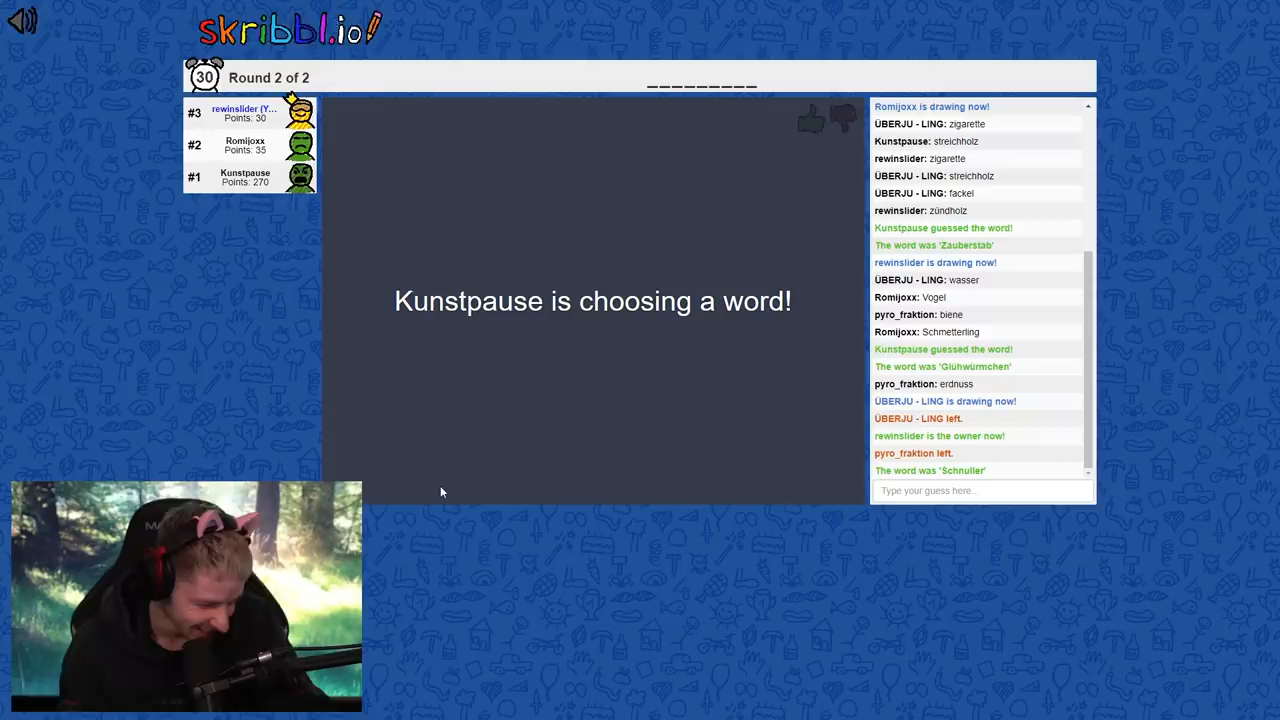 skribbl.io
30
Round 2 of 2
_________
#3
rewinslider (Y...
Points: 30
#2
Romijoxx
Points: 35
#1
Kunstpause
Points: 270
Kunstpause is choosing a word!
Romijoxx is drawing now!
ÜBERJU - LING: zigarette
Kunstpause: streichholz
rewinslider: zigarette
ÜBERJU - LING: streichholz
ÜBERJU - LING: fackel
rewinslider: zündholz
Kunstpause guessed the word!
The word was 'Zauberstab'
rewinslider is drawing now!
ÜBERJU - LING: wasser
Romijoxx: Vogel
pyro_fraktion: biene
Romijoxx: Schmetterling
Kunstpause guessed the word!
The word was 'Glühwürmchen'
pyro_fraktion: erdnuss
ÜBERJU - LING is drawing now!
ÜBERJU - LING left.
rewinslider is the owner now!
pyro_fraktion left.
The word was 'Schnuller'
Type your guess here...